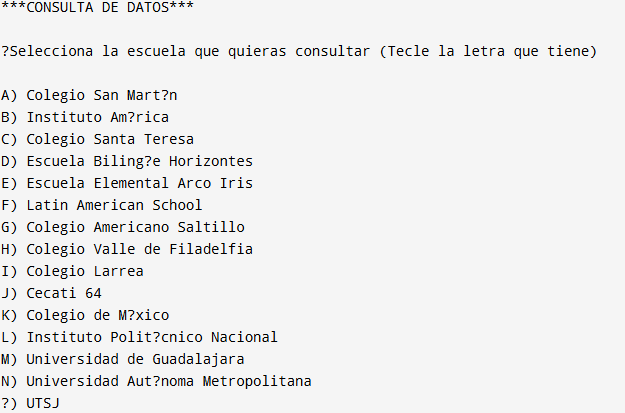 ***CONSULTA DE DATOS***
?Selecciona la escuela que quieras consultar (Tecle la letra que tiene)
A) Colegio San Mart?n
B) Instituto Am?rica
C) Colegio Santa Teresa
D) Escuela Biling?e Horizontes
E) Escuela Elemental Arco Iris
F) Latin American School
G) Colegio Americano Saltillo
H) Colegio Valle de Filadelfia
I) Colegio Larrea
J) Cecati 64
K) Colegio de M?xico
L) Instituto Polit?cnico Nacional
M) Universidad de Guadalajara
N) Universidad Aut?noma Metropolitana
?) UTSJ